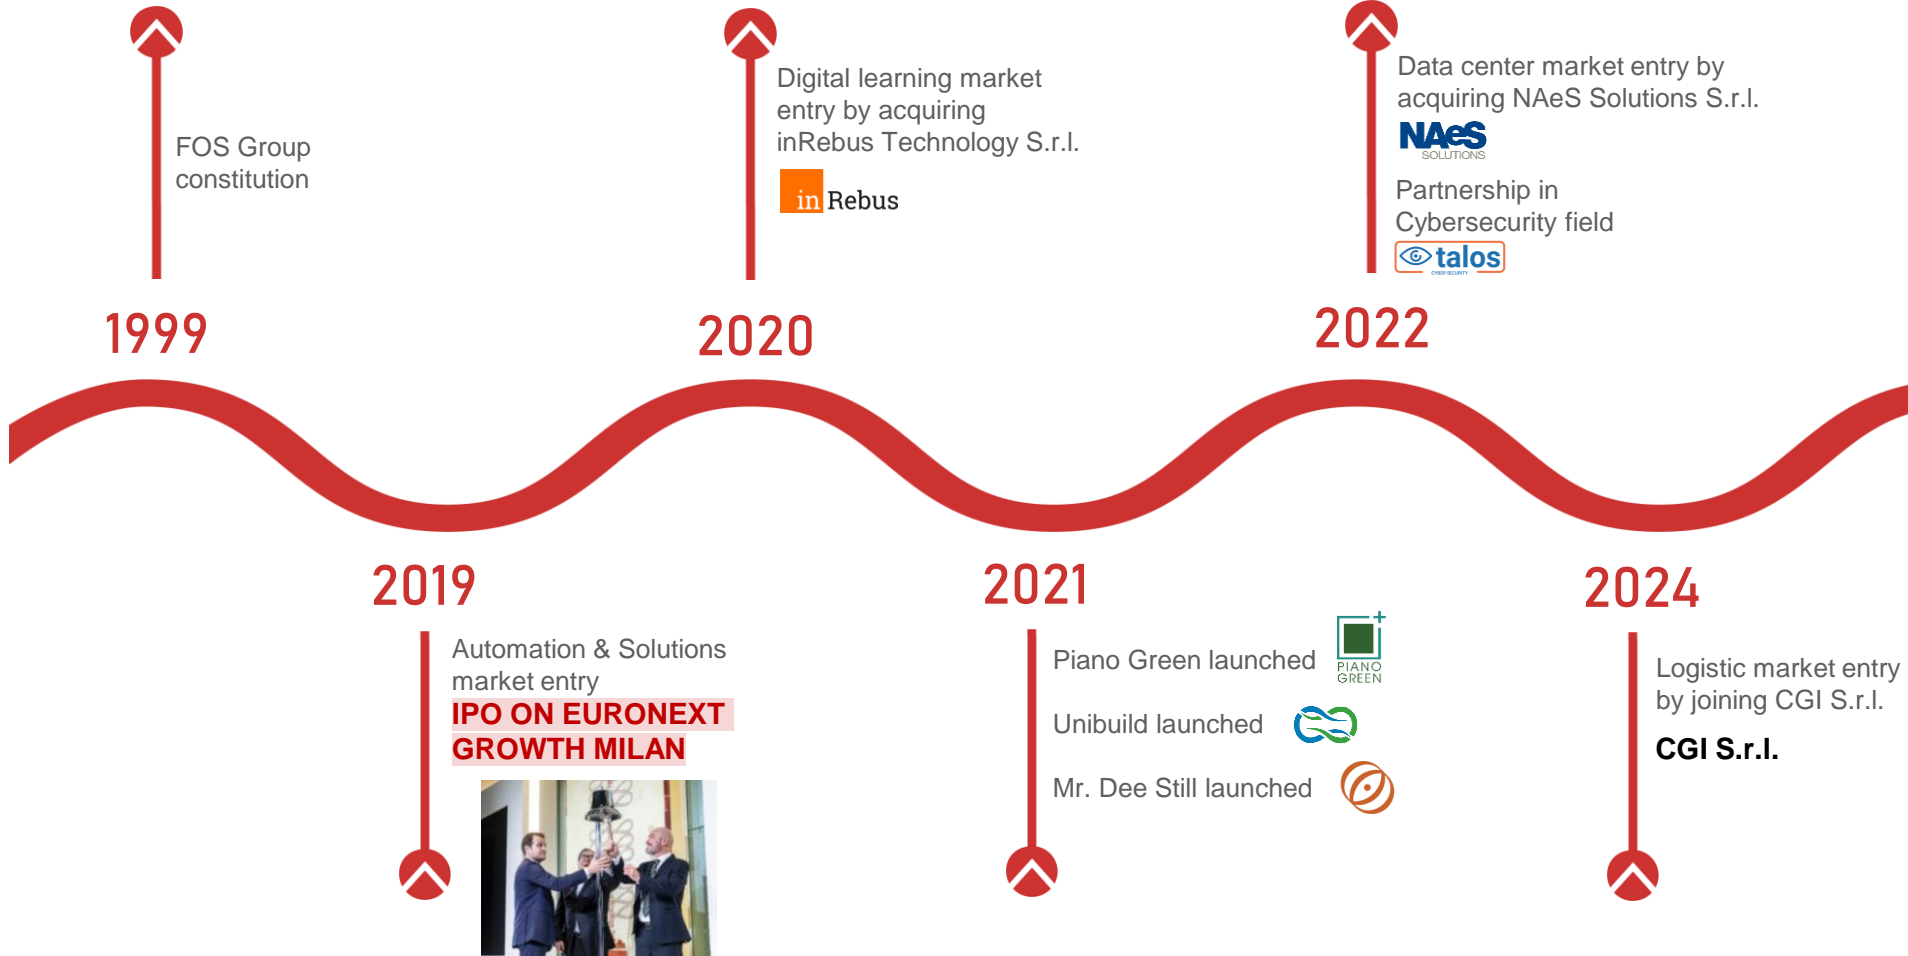 FOS Group
constitution
1999
Digital learning market
entry by acquiring
inRebus Technology S.r.l.
in Rebus
2020
Data center market entry by
acquiring NAeS Solutions S.r.l.
NAeS
SOLUTIONS
Partnership in
Cybersecurity field
talos
CYBER SECURITY
2022
2019
Automation & Solutions
market entry
IPO ON EURONEXT
GROWTH MILAN
2021
Piano Green launched
PIANO
GREEN
Unibuild launched
Mr. Dee Still launched
2024
Logistic market entry
by joining CGI S.r.l.
CGI S.r.l.